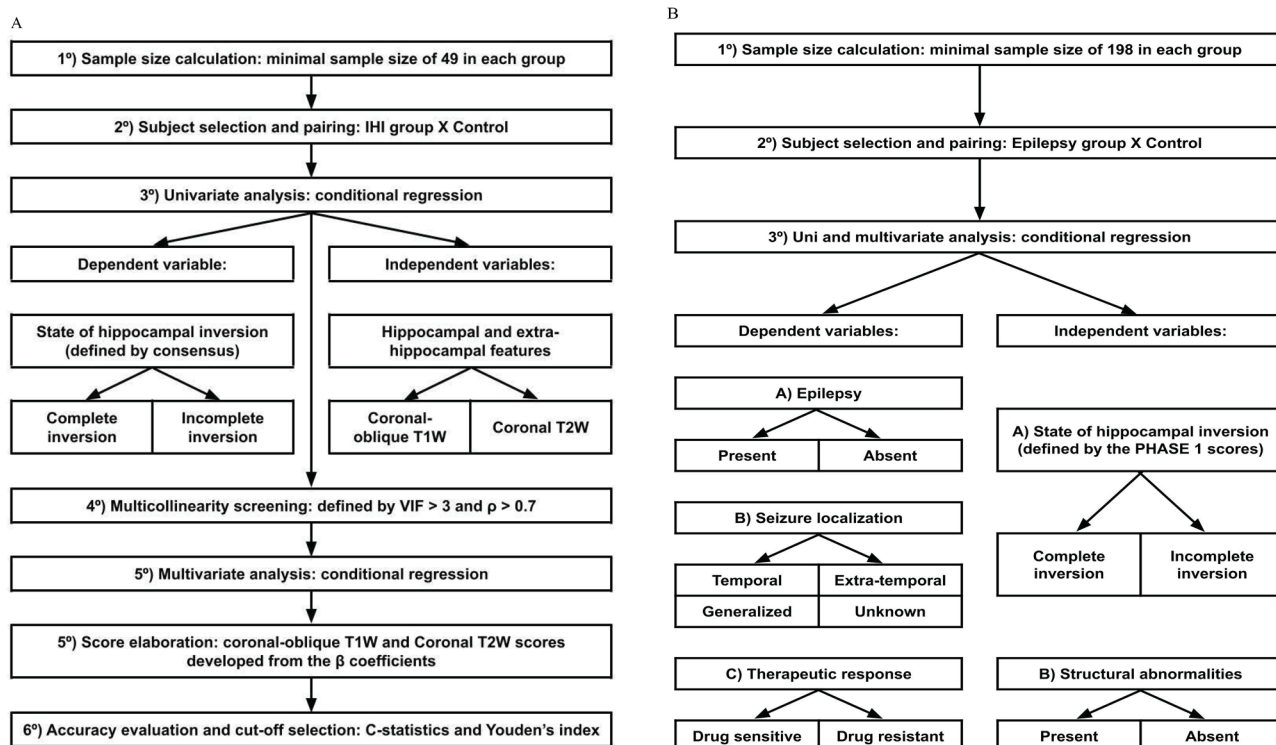 A
1º) Sample size calculation: minimal sample size of 49 in each group
2º) Subject selection and pairing: IHI group X Control
3º) Univariate analysis: conditional regression
Dependent variable:
Independent variables:
State of hippocampal inversion
(defined by consensus)
Hippocampal and extra-
hippocampal features
Complete
inversion
Incomplete
inversion
Coronal-
oblique T1W
Coronal T2W
4º) Multicollinearity screening: defined by VIF > 3 and ρ > 0.7
5º) Multivariate analysis: conditional regression
5º) Score elaboration: coronal-oblique T1W and Coronal T2W scores
developed from the β coefficients
6º) Accuracy evaluation and cut-off selection: C-statistics and Youden's index
B
1º) Sample size calculation: minimal sample size of 198 in each group
2º) Subject selection and pairing: Epilepsy group X Control
3º) Uni and multivariate analysis: conditional regression
Dependent variables:
Independent variables:
A) Epilepsy
Present
Absent
B) Seizure localization
Temporal
Extra-temporal
Generalized
Unknown
C) Therapeutic response
Drug sensitive
Drug resistant
A) State of hippocampal inversion
(defined by the PHASE 1 scores)
Complete
inversion
Incomplete
inversion
B) Structural abnormalities
Present
Absent